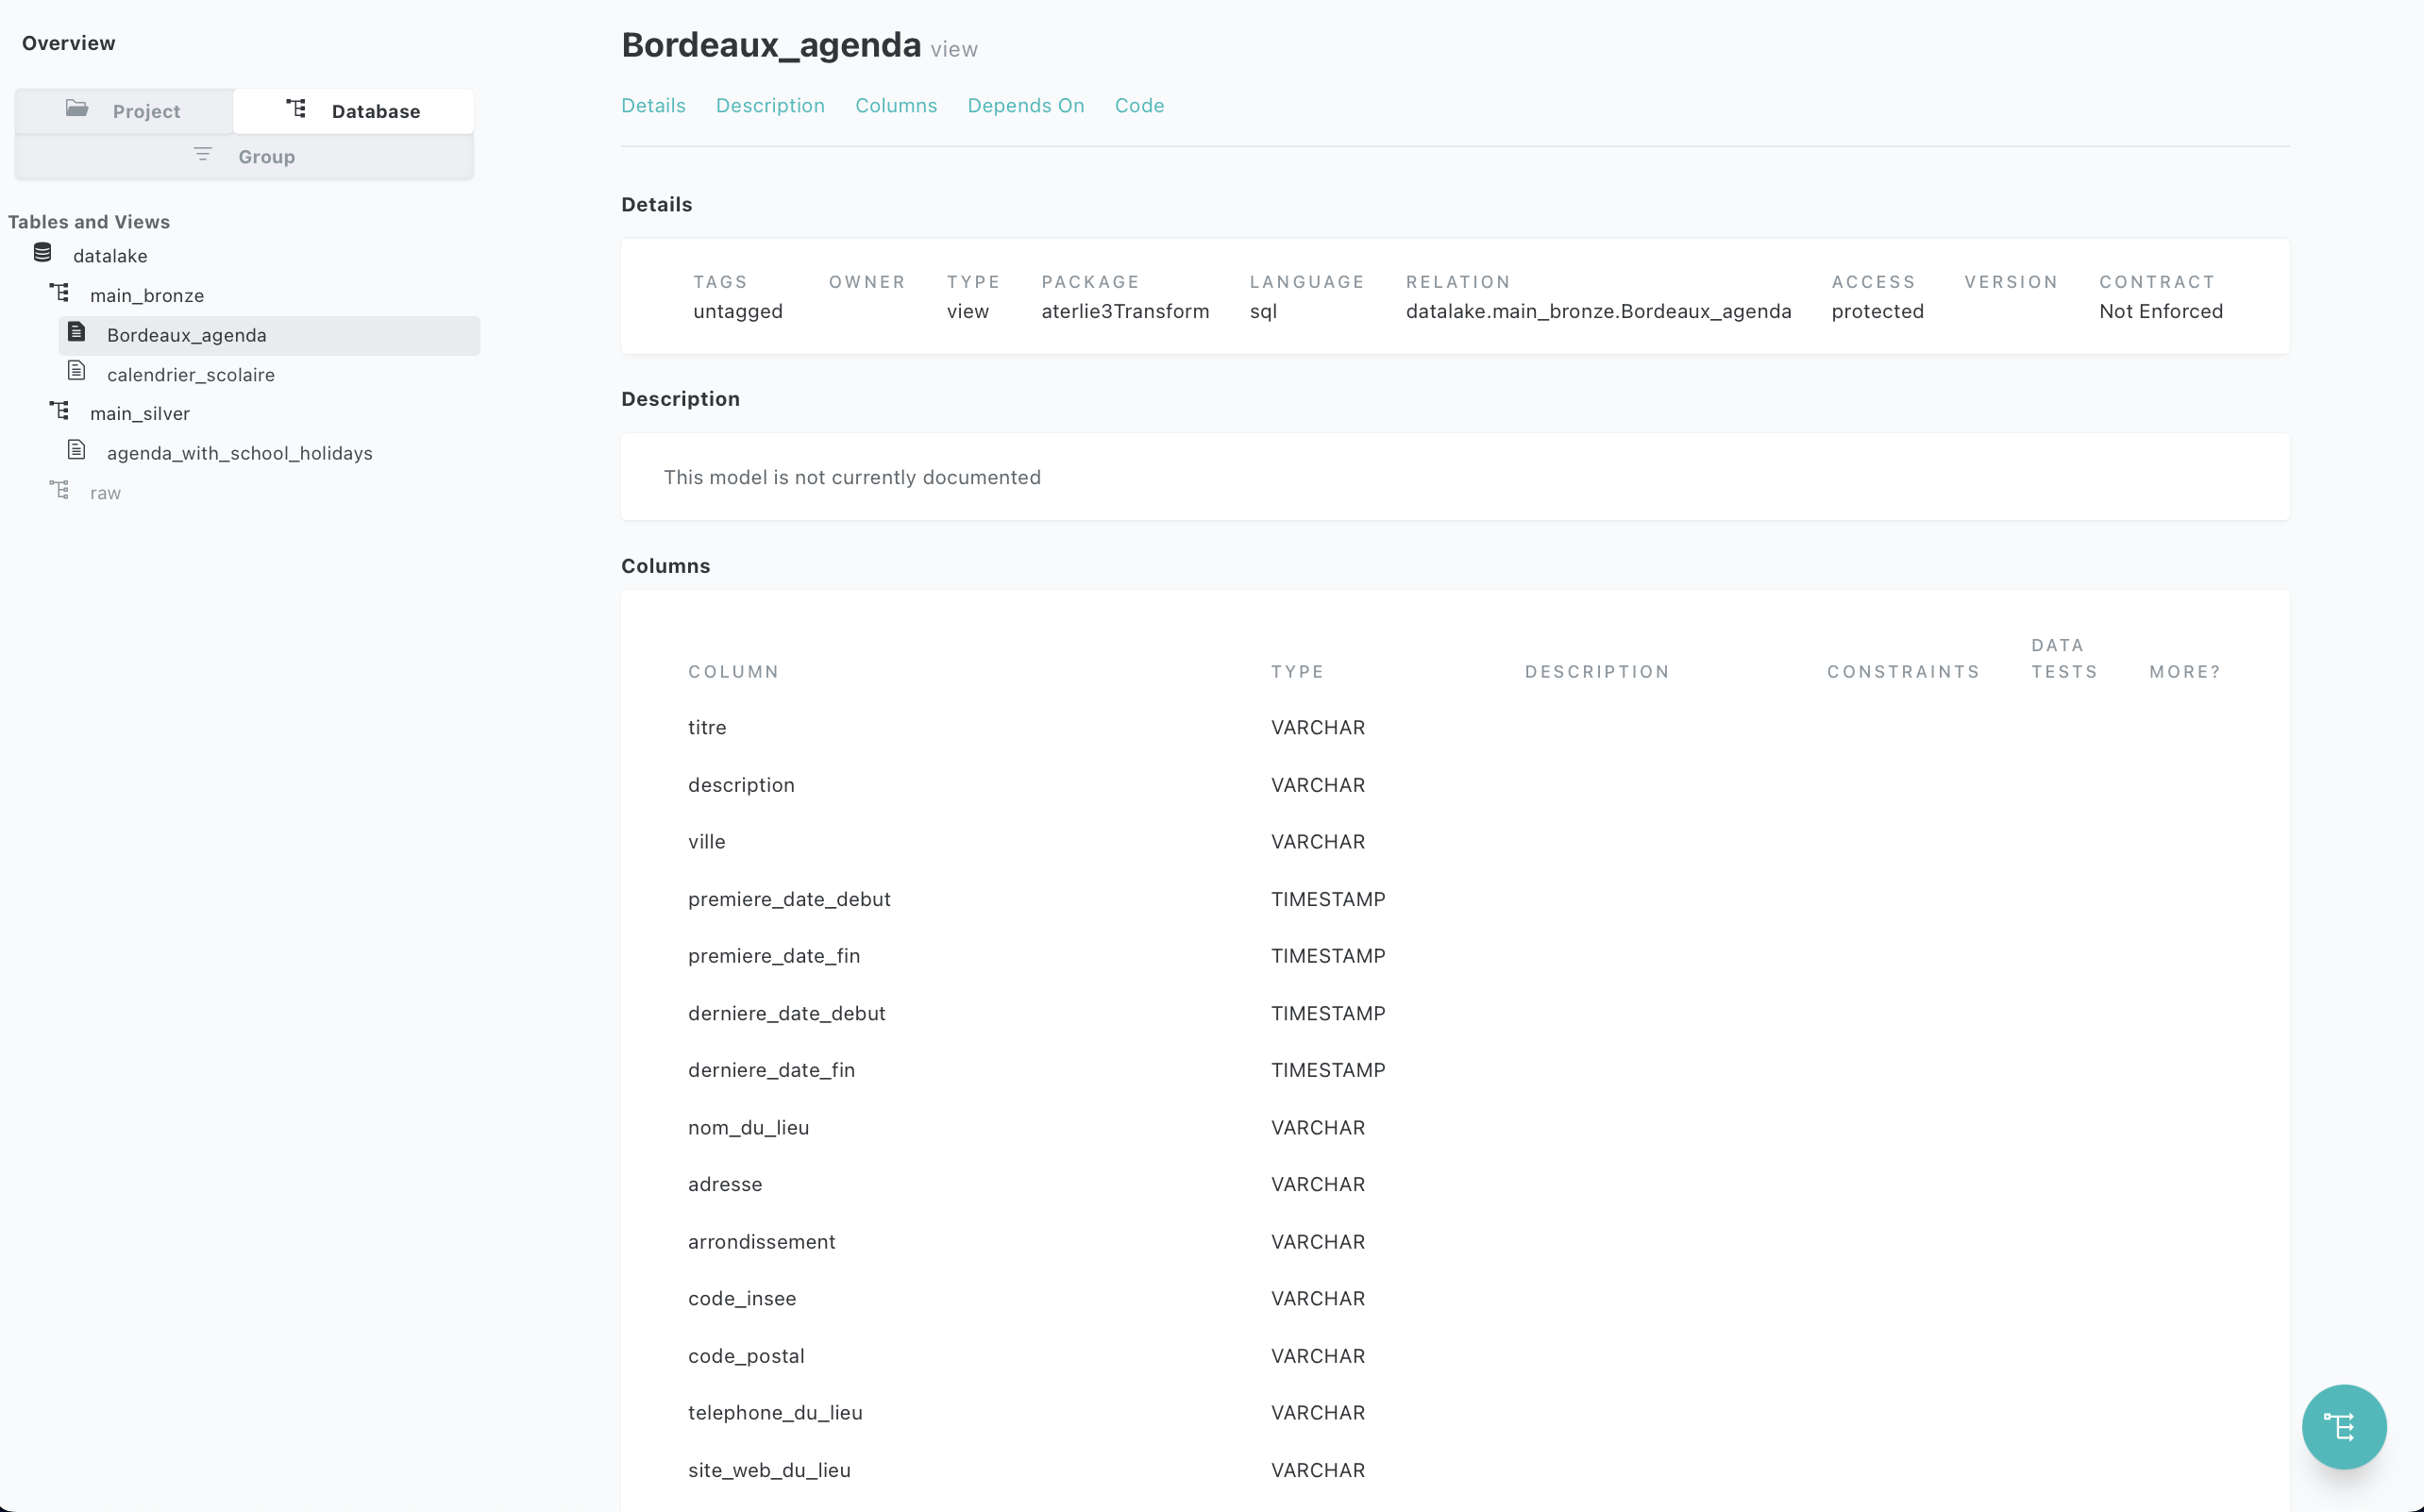 Overview
Project
Database
Group
Tables and Views
datalake
main_bronze
Bordeaux_agenda
calendrier_scolaire
main_silver
agenda_with_school_holidays
raw
Bordeaux_agenda view
Details Description Columns Depends On Code
Details
TAGS OWNER TYPE PACKAGE LANGUAGE RELATION ACCESS VERSION CONTRACT
untagged view aterlie3Transform sql datalake.main_bronze.Bordeaux_agenda protected Not Enforced
Description
This model is not currently documented
Columns
COLUMN TYPE DESCRIPTION CONSTRAINTS DATA TESTS MORE?
titre VARCHAR
description VARCHAR
ville VARCHAR
premiere_date_debut TIMESTAMP
premiere_date_fin TIMESTAMP
derniere_date_debut TIMESTAMP
derniere_date_fin TIMESTAMP
nom_du_lieu VARCHAR
adresse VARCHAR
arrondissement VARCHAR
code_insee VARCHAR
code_postal VARCHAR
telephone_du_lieu VARCHAR
site_web_du_lieu VARCHAR